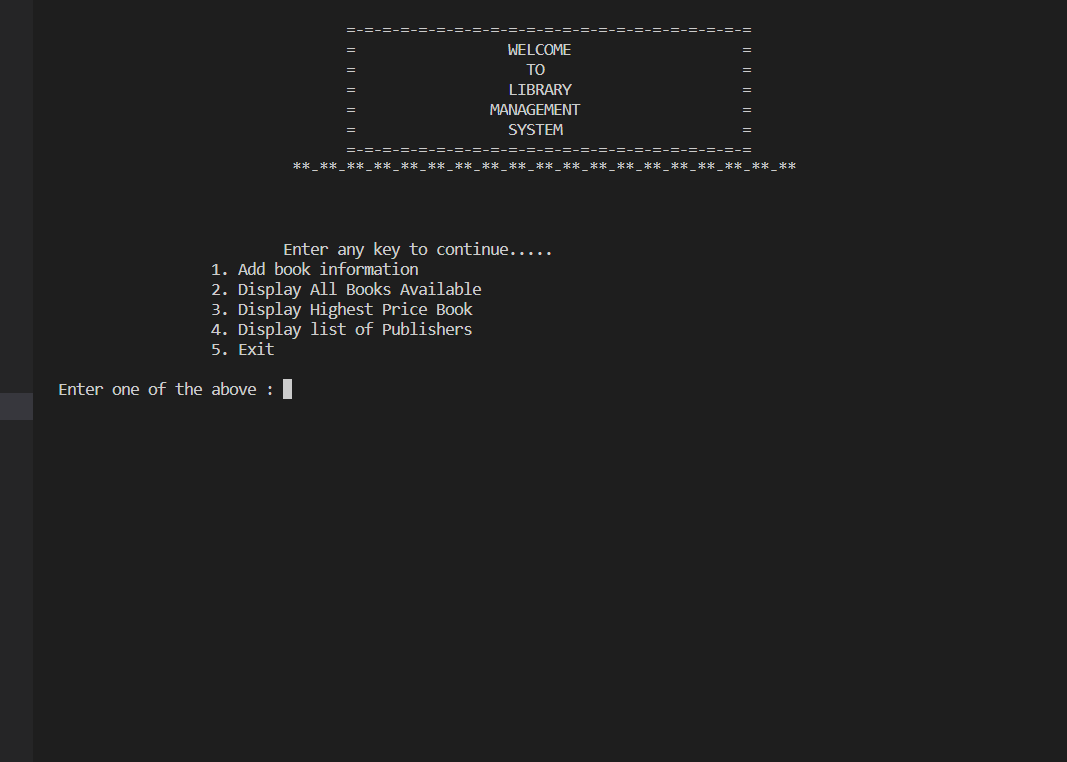 =-=-=-=-=-=-=-=-=-=-=-=-=-=-=-=-=-=-=-=-=-=-=
= WELCOME =
= TO =
= LIBRARY =
= MANAGEMENT =
= SYSTEM =
=-=-=-=-=-=-=-=-=-=-=-=-=-=-=-=-=-=-=-=-=-=-=
**-**-**-**-**-**-**-**-**-**-**-**-**-**-**-**-**-**-**
Enter any key to continue.....
1. Add book information
2. Display All Books Available
3. Display Highest Price Book
4. Display list of Publishers
5. Exit
Enter one of the above :